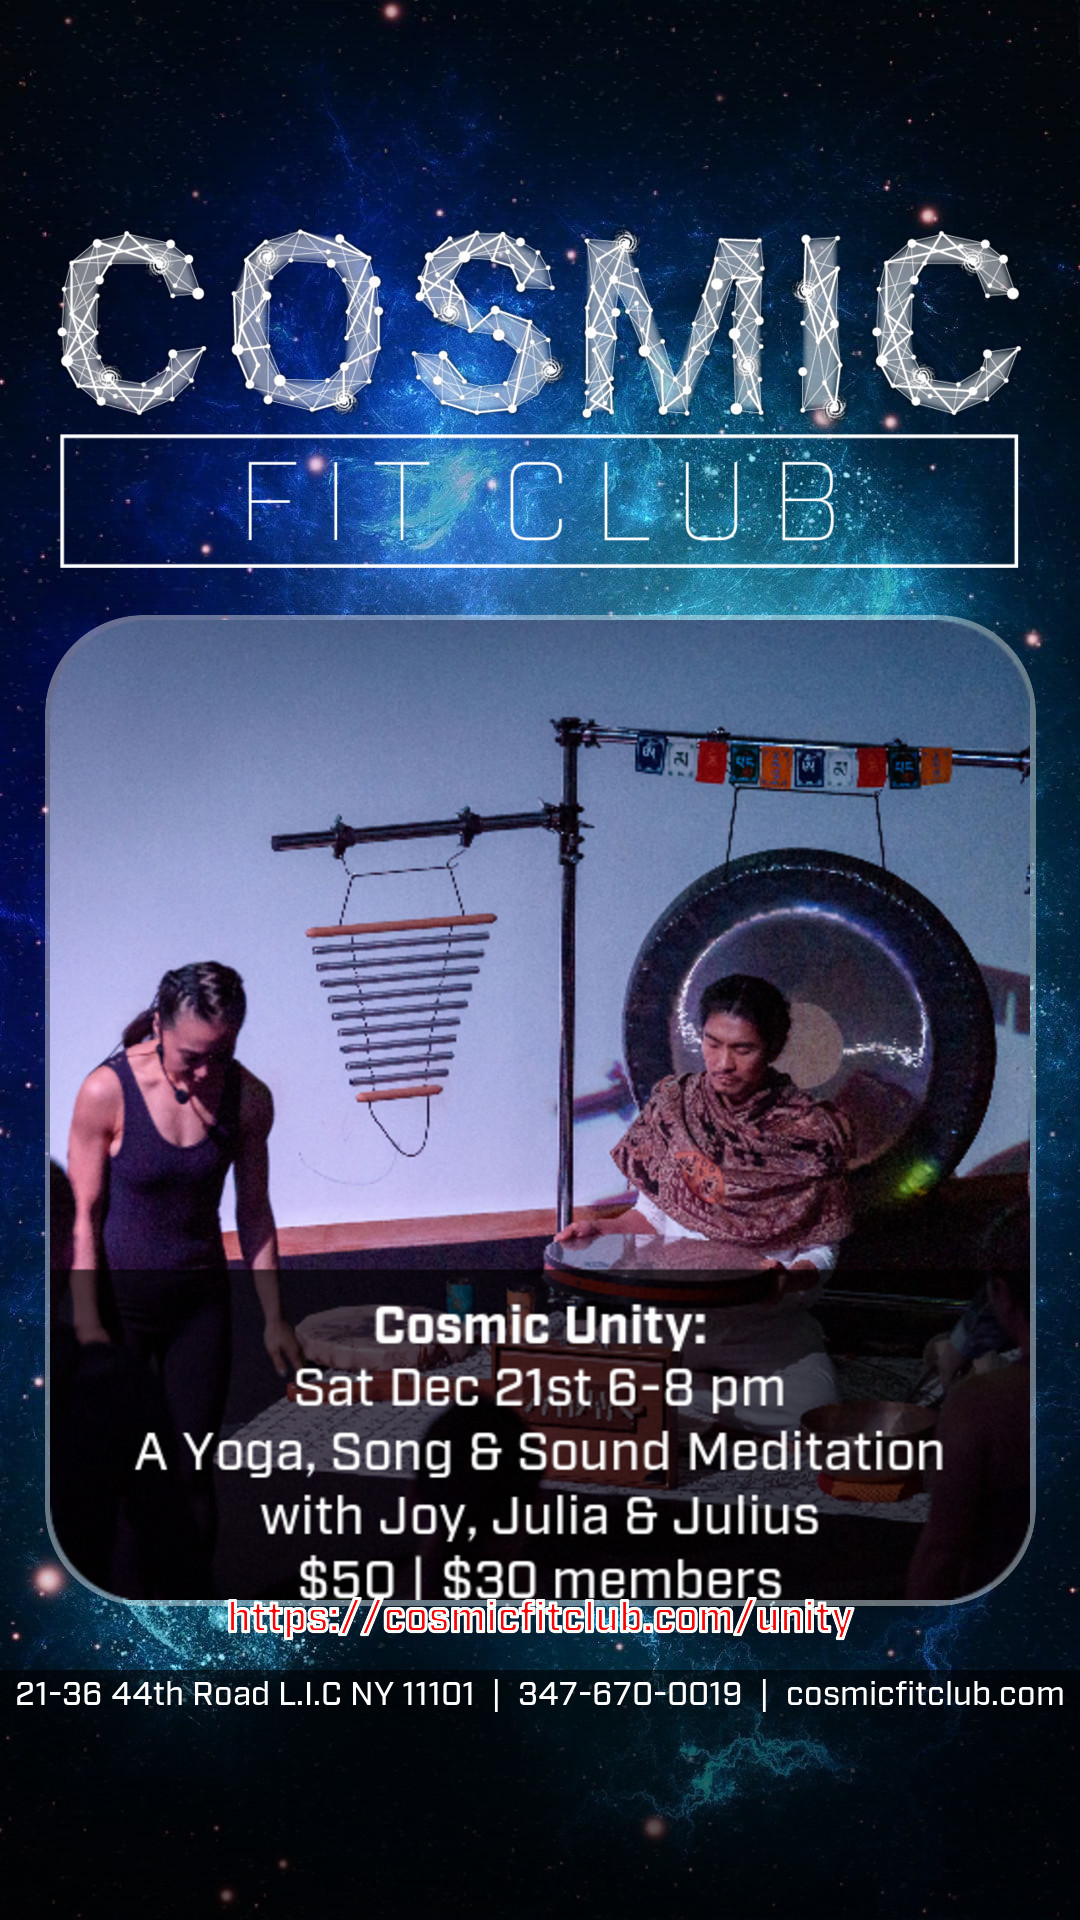 COSMIC
FIT CLUB
Cosmic Unity:
Sat Dec 21st 6-8 pm
A Yoga, Song & Sound Meditation
with Joy, Julia & Julius
$50 | $30 members
https://cosmicfitclub.com/unity
21-36 44th Road L.I.C NY 11101 | 347-670-0019 | cosmicfitclub.com